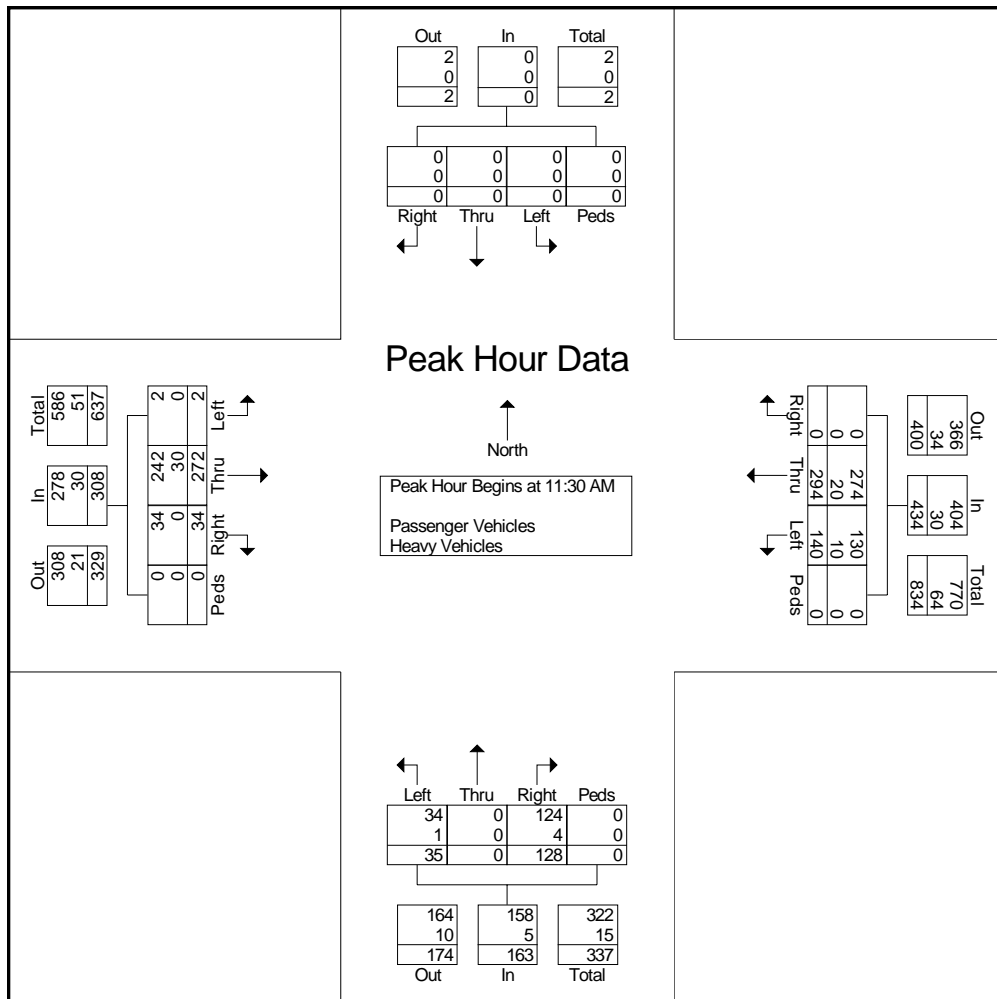 Out In Total
2 0 2
0 0 0
2 0 2
0 0 0 0
0 0 0 0
0 0 0 0
Right Thru Left Peds
Peak Hour Data
North
Peak Hour Begins at 11:30 AM
Passenger Vehicles
Heavy Vehicles
Total
586
51
637
In
278
30
308
Out
308
21
329
Left
2
0
2
Thru
242
30
272
Right
34
0
34
Peds
0
0
0
Right
0
0
0
Thru
274
20
294
Left
130
10
140
Peds
0
0
0
Out
366
34
400
In
404
30
434
Total
770
64
834
Left Thru Right Peds
34 0 124 0
1 0 4 0
35 0 128 0
164 158 322
10 5 15
174 163 337
Out In Total